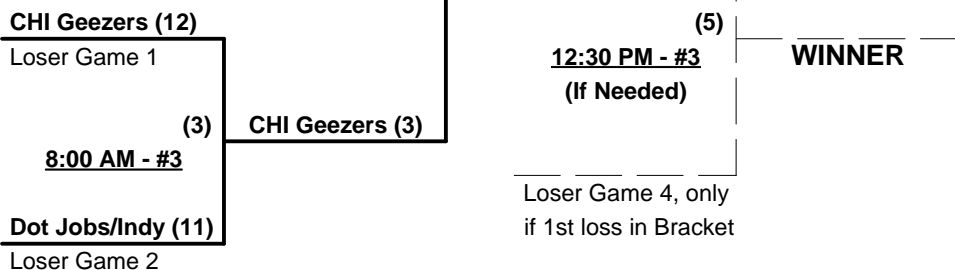 CHI Geezers (12)
Loser Game 1
(3)
8:00 AM - #3
Dot Jobs/Indy (11)
Loser Game 2
CHI Geezers (3)
(5)
12:30 PM - #3
(If Needed)
Loser Game 4, only
if 1st loss in Bracket
WINNER